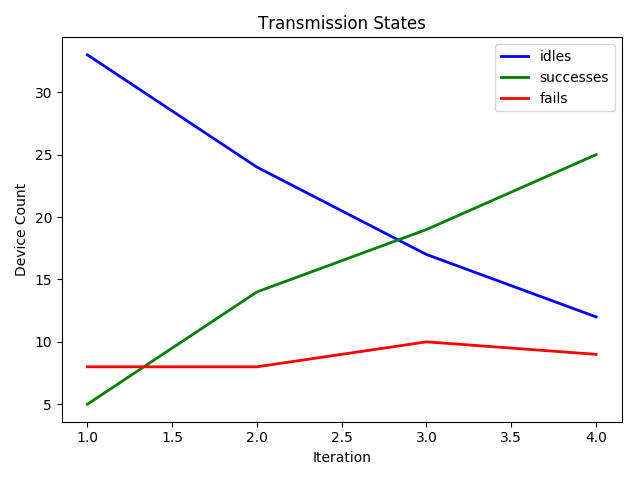 Transmission States
idles
successes
fails
Device Count
30
25
20
15
10
5
1.0 1.5 2.0 2.5 3.0 3.5 4.0
Iteration